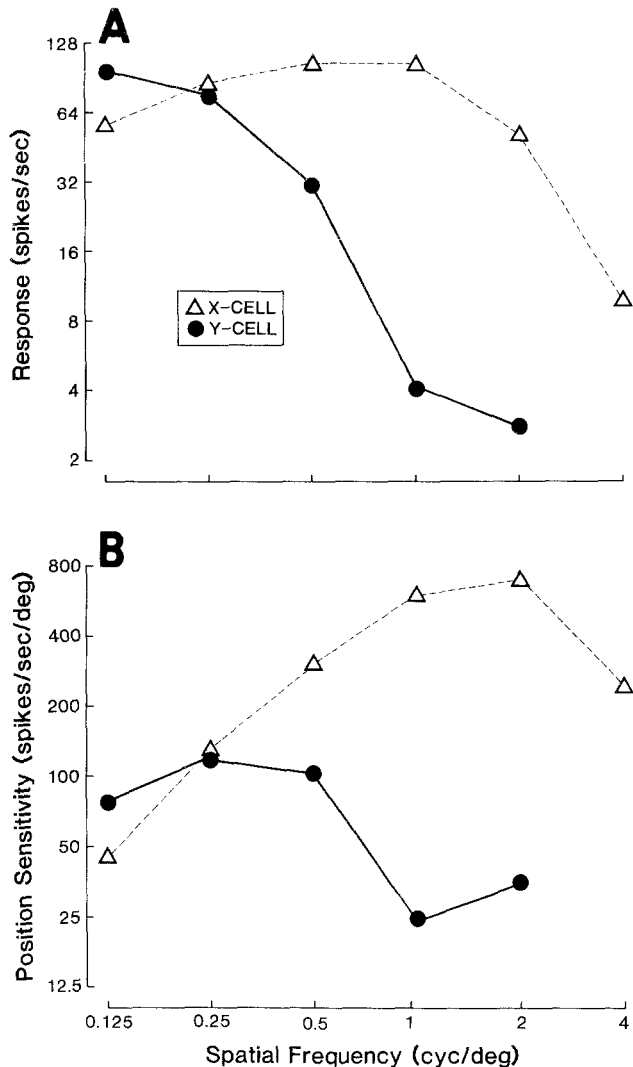 A
Response (spikes/sec)
128
64
32
16
8
4
2
X-CELL
Y-CELL
B
Position Sensitivity (spikes/sec/deg)
800
400
200
100
50
25
12.5
0.125 0.25 0.5 1 2 4
Spatial Frequency (cyc/deg)